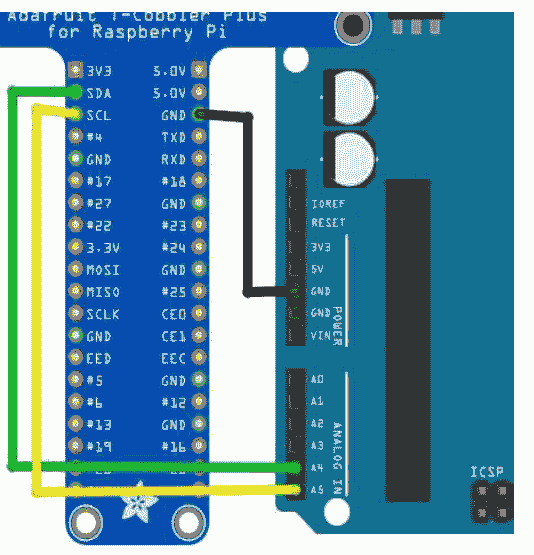 Adafruit T-Cobbler Plus
for Raspberry Pi
3V3 5.0V
SDA 5.0V
SCL GND
#4 TXD
GND RXD
#17 #18
#27 GND
#22 #23
3.3V #24
MOSI GND
MISO #25
SCLK CE0
GND CE1
EED EEC
#5 GND
#6 #12
#13 GND
#19 #16
IOREF
RESET
3V3
5V
GND
GND
VIN
POWER
A0
A1
A2
A3
A4
A5
ANALOG IN
ICSP